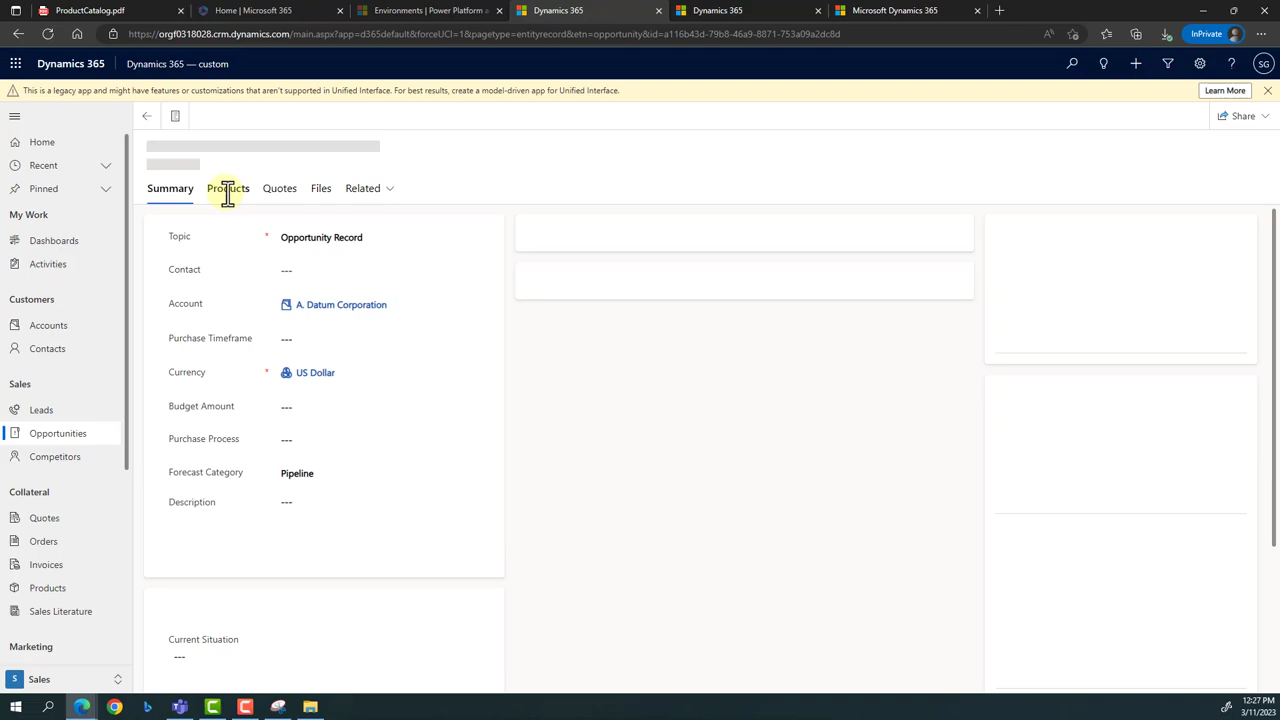 ProductCatalog.pdf
Home | Microsoft 365
Environments | Power Platform a
Dynamics 365
Dynamics 365
Microsoft Dynamics 365
https://orgf0318028.crm.dynamics.com/main.aspx?app=d365default&forceUCI=1&pagetype=entityrecord&etn=opportunity&id=a116b43d-79b8-46a9-8871-753a09a2dc8d
InPrivate
Dynamics 365
Dynamics 365 — custom
SG
This is a legacy app and might have features or customizations that aren't supported in Unified Interface. For best results, create a model-driven app for Unified Interface.
Learn More
Share
Home
Recent
Pinned
My Work
Dashboards
Activities
Customers
Accounts
Contacts
Sales
Leads
Opportunities
Competitors
Collateral
Quotes
Orders
Invoices
Products
Sales Literature
Marketing
S Sales
Summary
Products
Quotes
Files
Related
Topic * Opportunity Record
Contact ---
Account A. Datum Corporation
Purchase Timeframe ---
Currency * US Dollar
Budget Amount ---
Purchase Process ---
Forecast Category Pipeline
Description ---
Current Situation
---
12:27 PM
3/11/2023